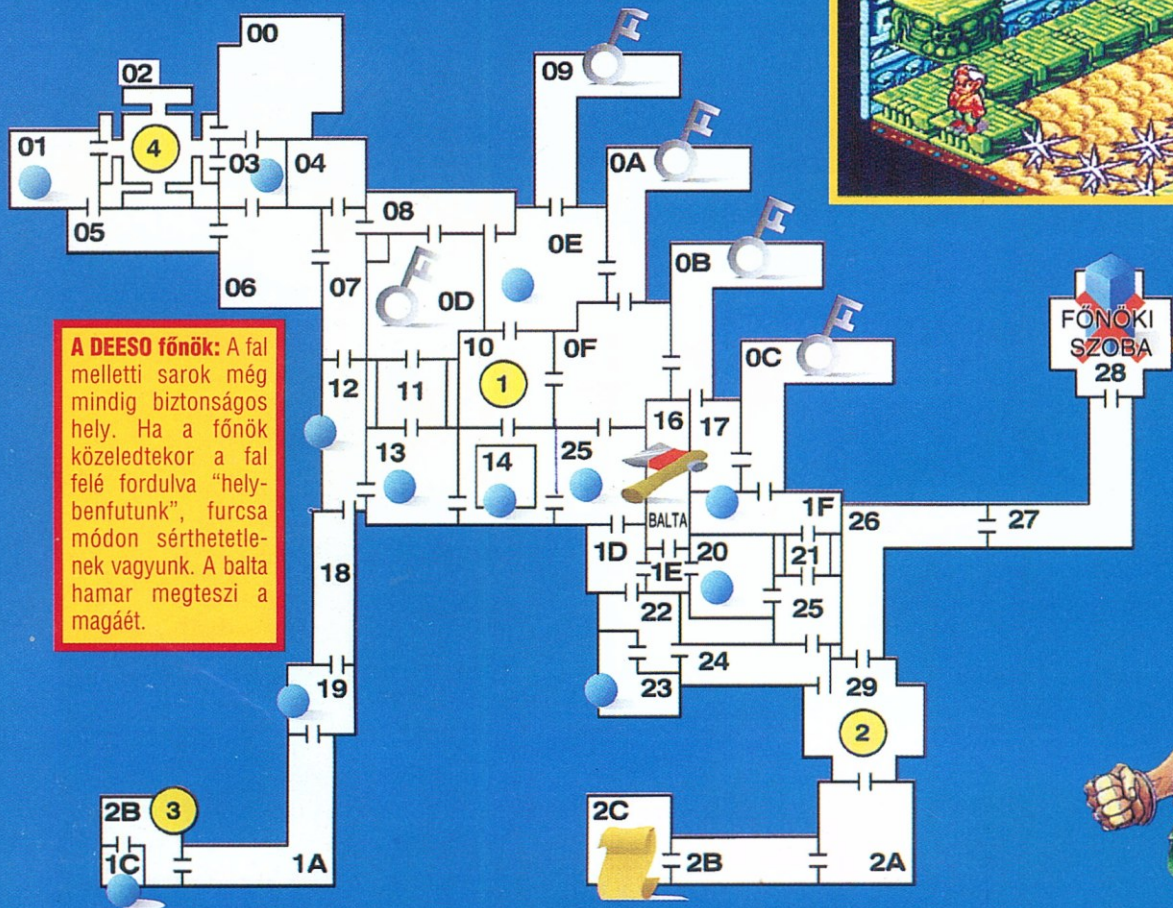 00
02
09
01
4
03
04
0A
05
08
0E
06
07
0D
0B
10
0F
1
0C
FŐNÖKI
SZOBA
28
A DEESO főnök: A fal
melletti sarok még
mindig biztonságos
hely. Ha a főnök
közeledtekor a fal
felé fordulva "hely-
benfutunk", furcsa
módon sérthetetle-
nek vagyunk. A balta
hamar megteszi a
magáét.
12
11
13
14
25
16
17
BALTA
1F
26
27
18
1D
1E
20
21
22
25
24
23
29
2
19
2B
3
1C
1A
2C
2B
2A